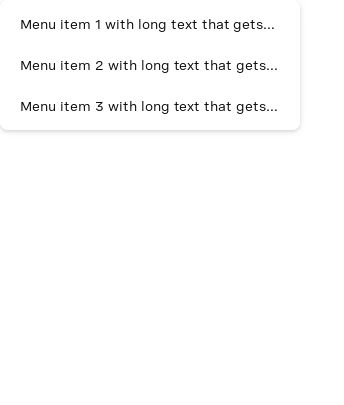 Menu item 1 with long text that gets...
Menu item 2 with long text that gets...
Menu item 3 with long text that gets...